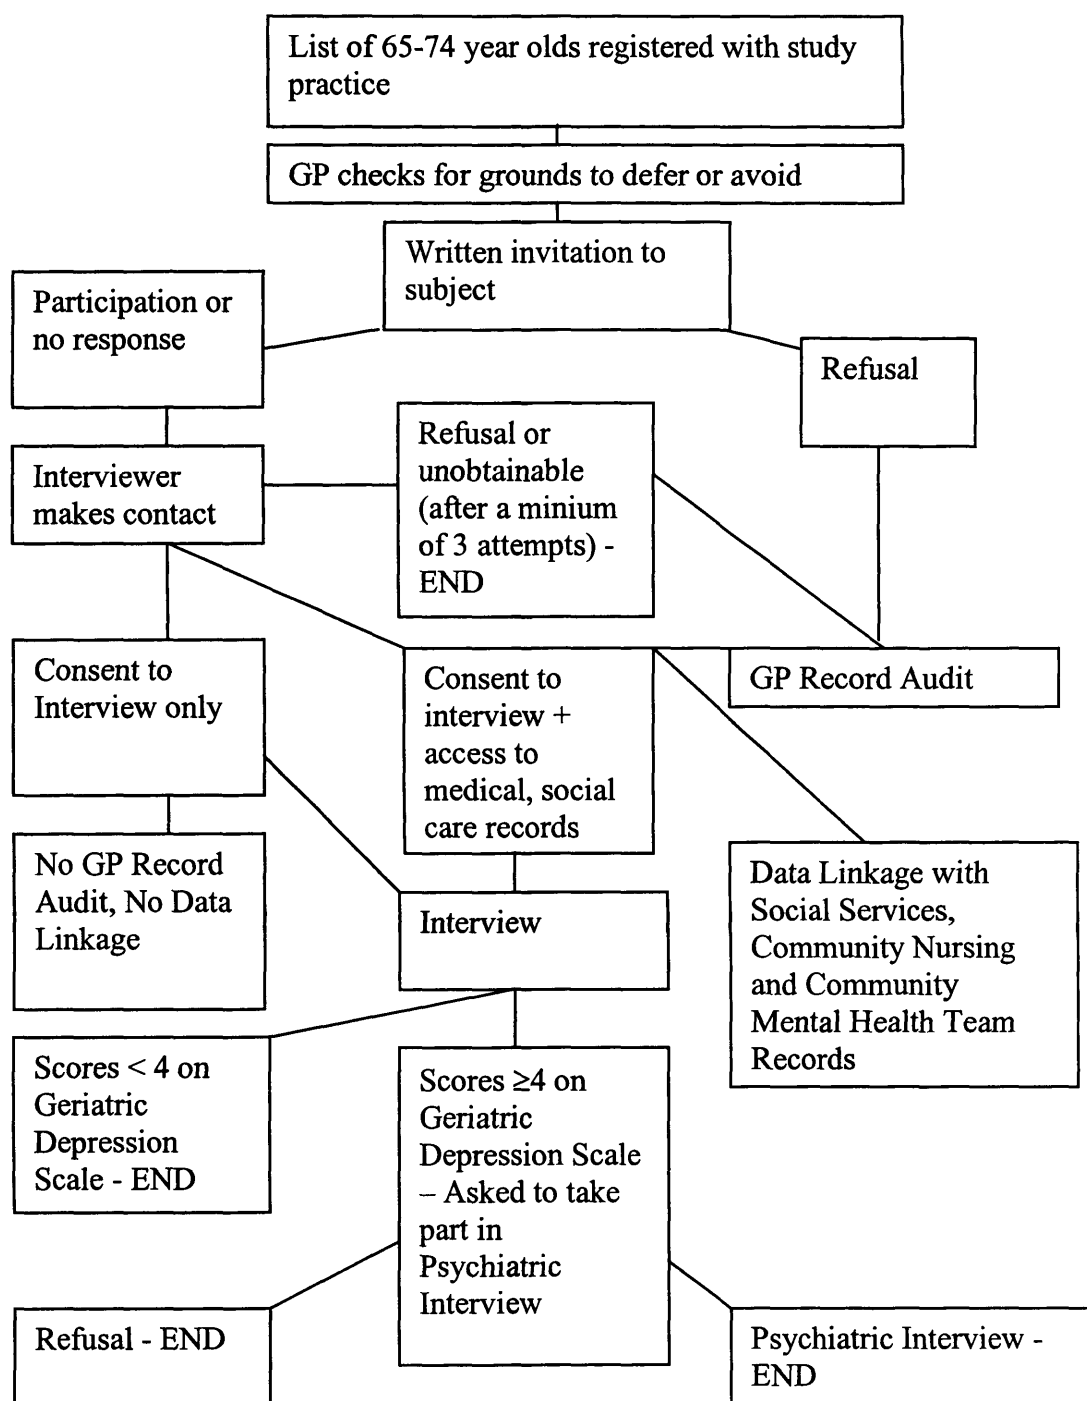 List of 65-74 year olds registered with study
practice
GP checks for grounds to defer or avoid
Written invitation to
subject
Participation or
no response
Refusal
Refusal or
unobtainable
(after a minium
of 3 attempts) -
END
Interviewer
makes contact
Consent to
Interview only
Consent to
interview +
access to
medical, social
care records
GP Record Audit
No GP Record
Audit, No Data
Linkage
Interview
Data Linkage with
Social Services,
Community Nursing
and Community
Mental Health Team
Records
Scores < 4 on
Geriatric
Depression
Scale - END
Scores ≥4 on
Geriatric
Depression Scale
– Asked to take
part in
Psychiatric
Interview
Refusal - END
Psychiatric Interview -
END